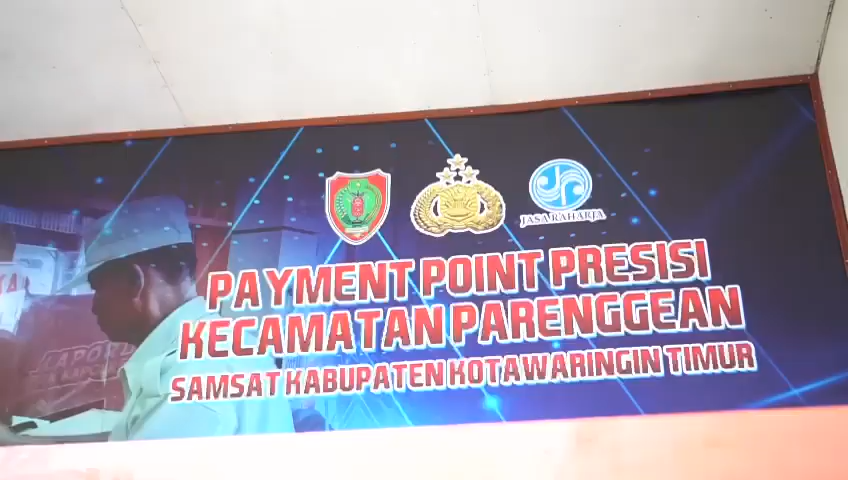 JASA RAHARJA
PAYMENT POINT PRESISI
KECAMATAN PARENGGEAN
SAMSAT KABUPATEN KOTAWARINGIN TIMUR